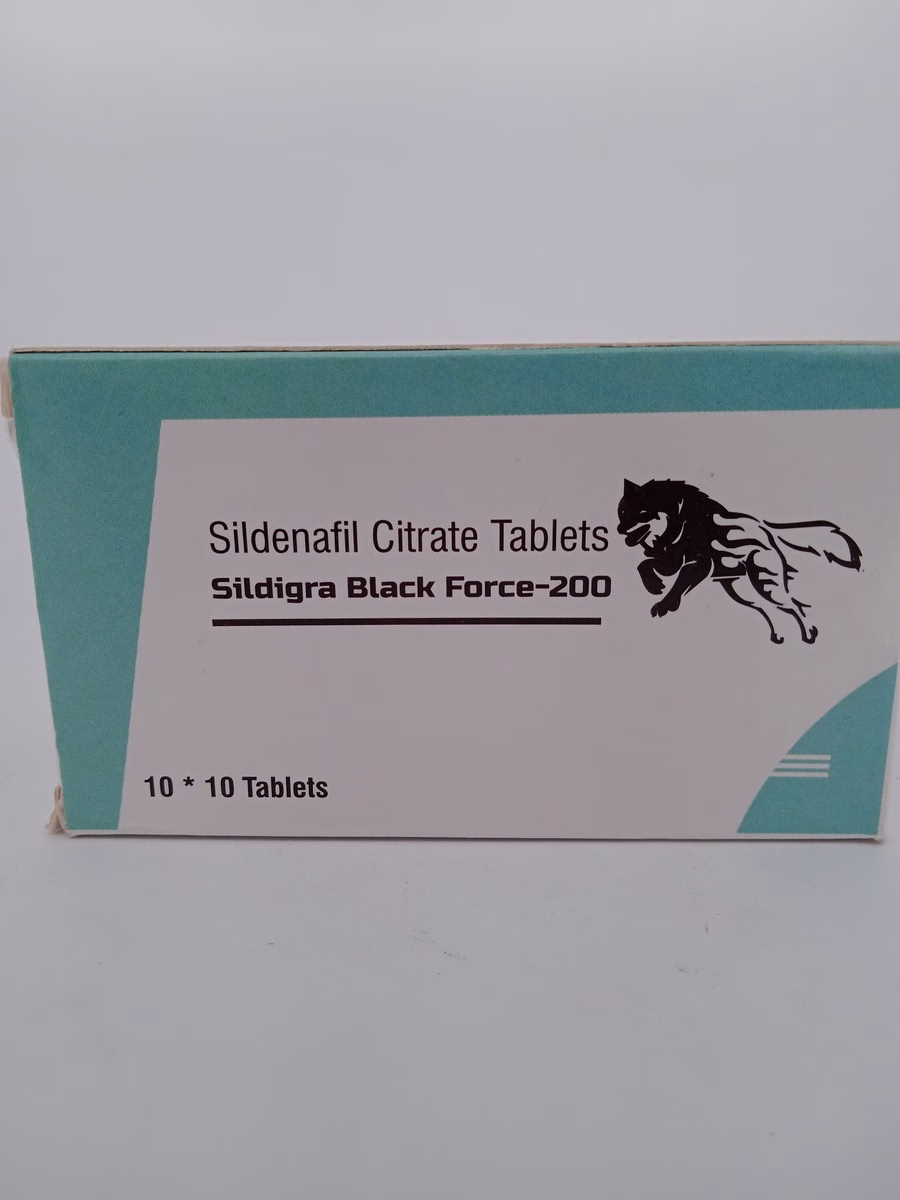 Sildenafil Citrate Tablets
Sildigra Black Force-200
10 * 10 Tablets